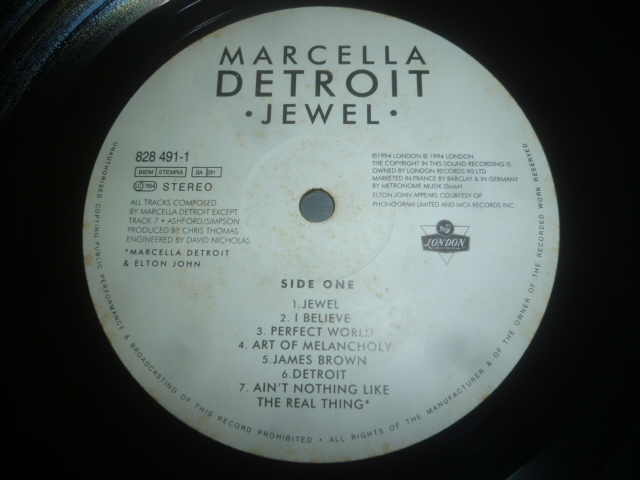 MARCELLA
DETROIT
• JEWEL •
828 491-1
BIEM STEMRA BA 281
LC 7654 STEREO
ALL TRACKS COMPOSED
BY MARCELLA DETROIT EXCEPT
TRACK 7 • ASHFORD/SIMPSON
PRODUCED BY CHRIS THOMAS
ENGINEERED BY DAVID NICHOLAS
*MARCELLA DETROIT
& ELTON JOHN
℗1994 LONDON © 1994 LONDON
THE COPYRIGHT IN THIS SOUND RECORDING IS
OWNED BY LONDON RECORDS 90 LTD
MARKETED IN FRANCE BY BARCLAY & IN GERMANY
BY METRONOME MUSIK GmbH
ELTON JOHN APPEARS COURTESY OF
PHONOGRAM LIMITED AND MCA RECORDS INC.
LONDON
SIDE ONE
1. JEWEL
2. I BELIEVE
3. PERFECT WORLD
4. ART OF MELANCHOLY
5. JAMES BROWN
6. DETROIT
7. AIN'T NOTHING LIKE
THE REAL THING*
UNAUTHORISED COPYING PUBLIC PERFORMANCE & BROADCASTING OF THIS RECORD PROHIBITED • ALL RIGHTS OF THE MANUFACTURER & OF THE OWNER OF THE RECORDED WORK RESERVED